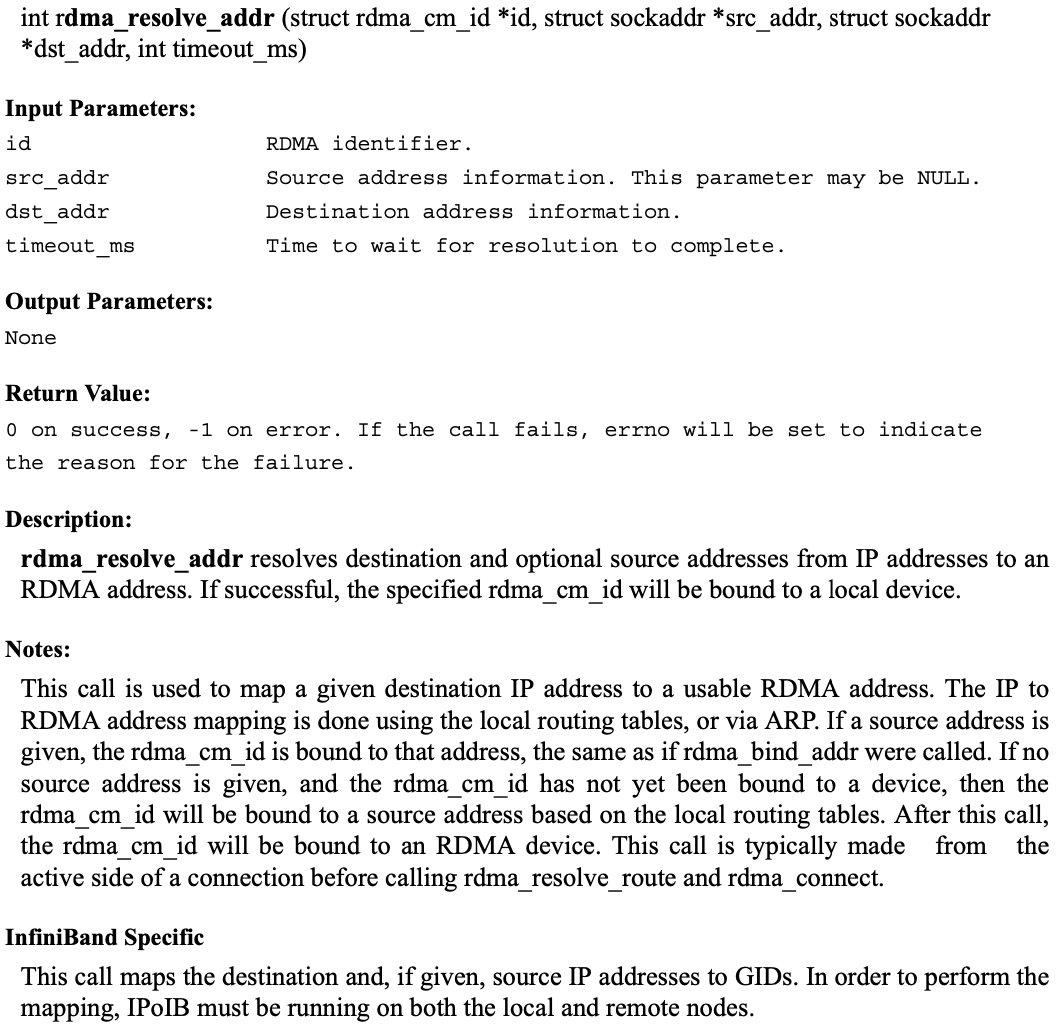 int rdma_resolve_addr (struct rdma_cm_id *id, struct sockaddr *src_addr, struct sockaddr
*dst_addr, int timeout_ms)
Input Parameters:
id RDMA identifier.
src_addr Source address information. This parameter may be NULL.
dst_addr Destination address information.
timeout_ms Time to wait for resolution to complete.
Output Parameters:
None
Return Value:
0 on success, -1 on error. If the call fails, errno will be set to indicate
the reason for the failure.
Description:
rdma_resolve_addr resolves destination and optional source addresses from IP addresses to an
RDMA address. If successful, the specified rdma_cm_id will be bound to a local device.
Notes:
This call is used to map a given destination IP address to a usable RDMA address. The IP to
RDMA address mapping is done using the local routing tables, or via ARP. If a source address is
given, the rdma_cm_id is bound to that address, the same as if rdma_bind_addr were called. If no
source address is given, and the rdma_cm_id has not yet been bound to a device, then the
rdma_cm_id will be bound to a source address based on the local routing tables. After this call,
the rdma_cm_id will be bound to an RDMA device. This call is typically made from the
active side of a connection before calling rdma_resolve_route and rdma_connect.
InfiniBand Specific
This call maps the destination and, if given, source IP addresses to GIDs. In order to perform the
mapping, IPoIB must be running on both the local and remote nodes.